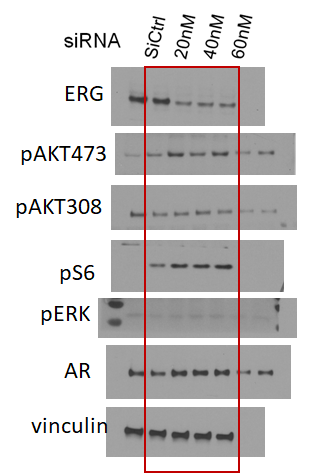 siRNA SiCtrl 20nM 40nM 60nM
ERG
pAKT473
pAKT308
pS6
pERK
AR
vinculin